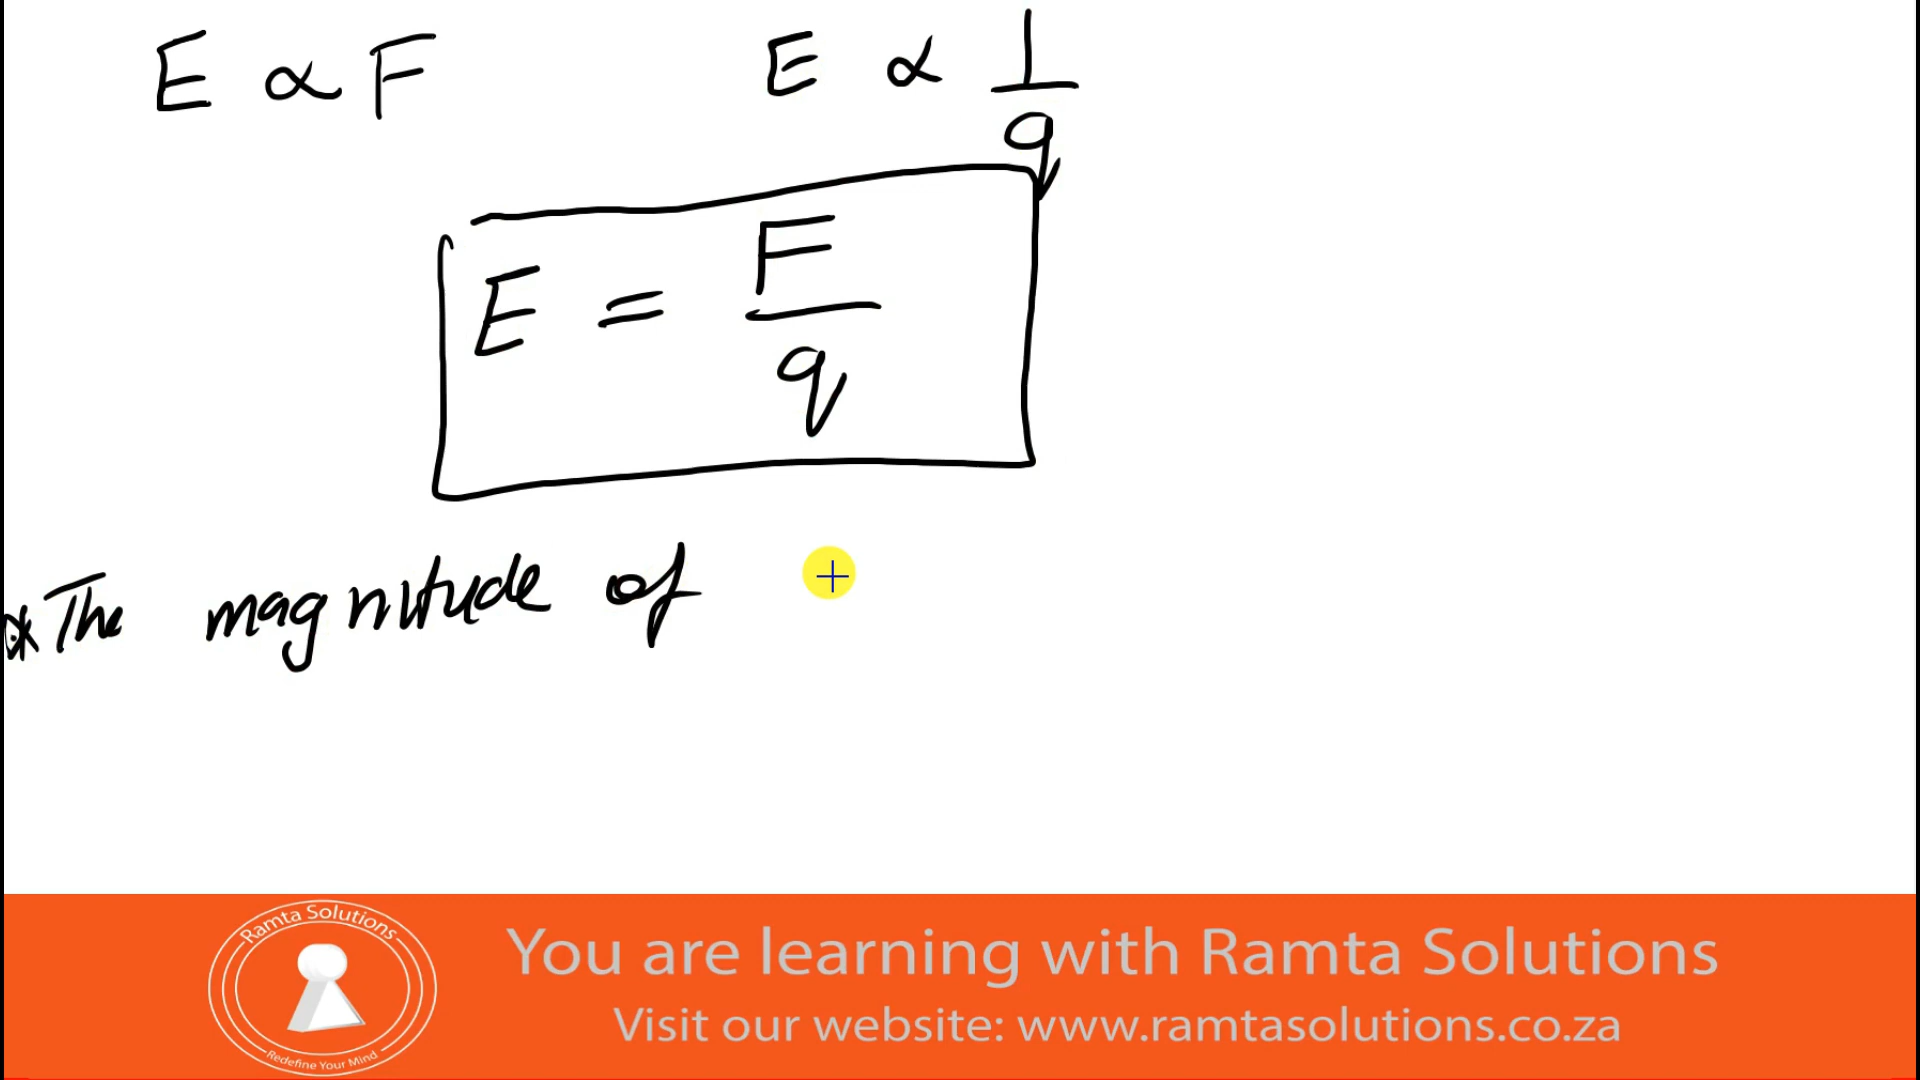 E ∝ F E ∝ 1/q
E = F/q
*The magnitude of
Ramta Solutions
Redefine Your Mind
You are learning with Ramta Solutions
Visit our website: www.ramtasolutions.co.za